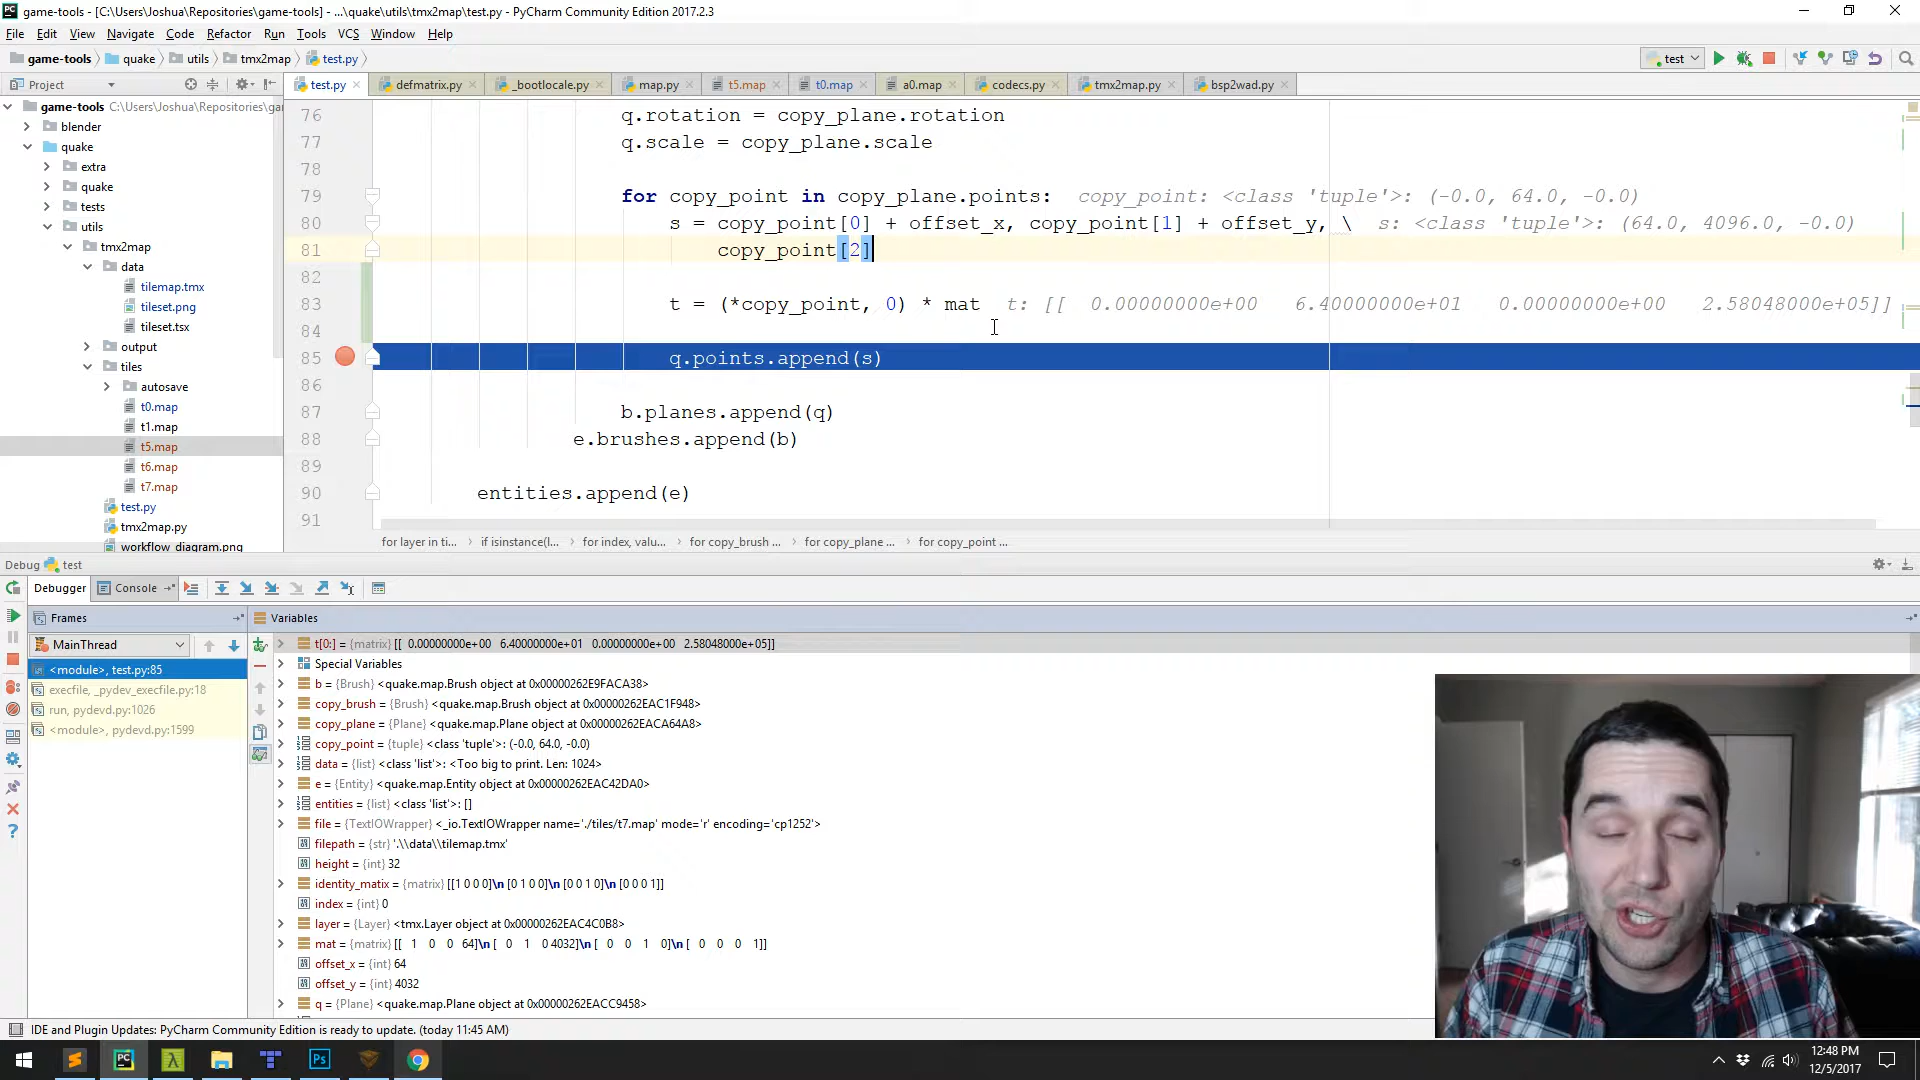 game-tools - [C:\Users\Joshua\Repositories\game-tools] - ...\quake\utils\tmx2map\test.py - PyCharm Community Edition 2017.2.3
File Edit View Navigate Code Refactor Run Tools VCS Window Help
game-tools quake utils tmx2map test.py
test
Project
test.py defmatrix.py _bootlocale.py map.py t5.map t0.map a0.map codecs.py tmx2map.py bsp2wad.py
game-tools C:\Users\Joshua\Repositories\ga
blender
quake
extra
quake
tests
utils
tmx2map
data
tilemap.tmx
tileset.png
tileset.tsx
output
tiles
autosave
t0.map
t1.map
t5.map
t6.map
t7.map
test.py
tmx2map.py
workflow_diagram.png
76 q.rotation = copy_plane.rotation
77 q.scale = copy_plane.scale
78
79 for copy_point in copy_plane.points: copy_point: <class 'tuple'>: (-0.0, 64.0, -0.0)
80 s = copy_point[0] + offset_x, copy_point[1] + offset_y, \ s: <class 'tuple'>: (64.0, 4096.0, -0.0)
81 copy_point[2]
82
83 t = (*copy_point, 0) * mat t: [[ 0.00000000e+00 6.40000000e+01 0.00000000e+00 2.58048000e+05]]
84
85 q.points.append(s)
86
87 b.planes.append(q)
88 e.brushes.append(b)
89
90 entities.append(e)
91
for layer in ti... if isinstance(l... for index, valu... for copy_brush ... for copy_plane ... for copy_point ...
Debug test
Debugger Console
Frames
MainThread
<module>, test.py:85
execfile, _pydev_execfile.py:18
run, pydevd.py:1026
<module>, pydevd.py:1599
Variables
t[0:] = {matrix} [[ 0.00000000e+00 6.40000000e+01 0.00000000e+00 2.58048000e+05]]
Special Variables
b = {Brush} <quake.map.Brush object at 0x00000262E9FACA38>
copy_brush = {Brush} <quake.map.Brush object at 0x00000262EAC1F948>
copy_plane = {Plane} <quake.map.Plane object at 0x00000262EACA64A8>
copy_point = {tuple} <class 'tuple'>: (-0.0, 64.0, -0.0)
data = {list} <class 'list'>: <Too big to print. Len: 1024>
e = {Entity} <quake.map.Entity object at 0x00000262EAC42DA0>
entities = {list} <class 'list'>: []
file = {TextIOWrapper} <_io.TextIOWrapper name='./tiles/t7.map' mode='r' encoding='cp1252'>
filepath = {str} '.\\data\\tilemap.tmx'
height = {int} 32
identity_matix = {matrix} [[1 0 0 0]\n [0 1 0 0]\n [0 0 1 0]\n [0 0 0 1]]
index = {int} 0
layer = {Layer} <tmx.Layer object at 0x00000262EAC4C0B8>
mat = {matrix} [[ 1 0 0 64]\n [ 0 1 0 4032]\n [ 0 0 1 0]\n [ 0 0 0 1]]
offset_x = {int} 64
offset_y = {int} 4032
q = {Plane} <quake.map.Plane object at 0x00000262EACC9458>
IDE and Plugin Updates: PyCharm Community Edition is ready to update. (today 11:45 AM)
12:48 PM
12/5/2017